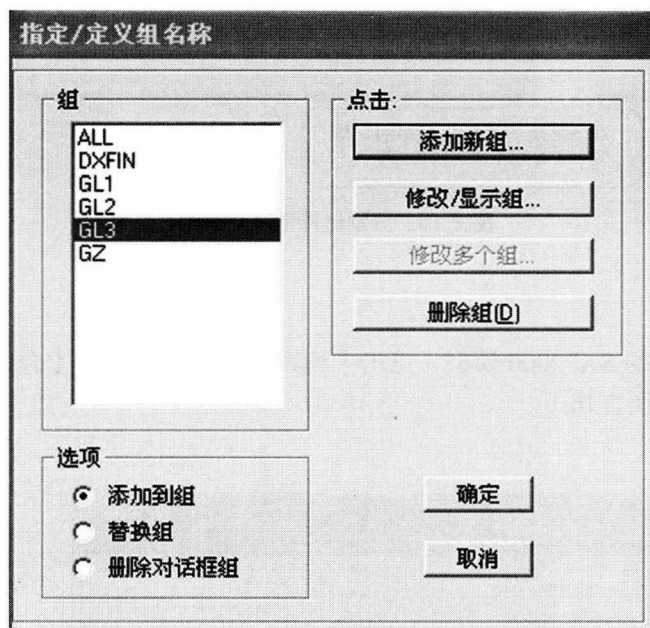 指定/定义组名称
组
ALL
DXFIN
GL1
GL2
GL3
GZ
点击:
添加新组...
修改/显示组...
修改多个组...
删除组(D)
选项
添加到组
替换组
删除对话框组
确定
取消